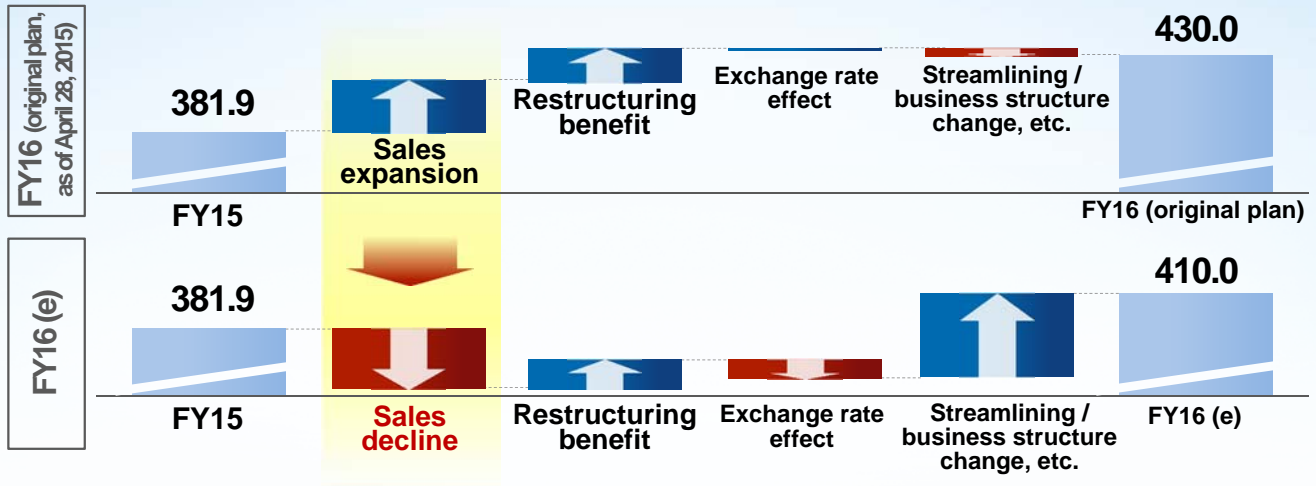 FY16 (original plan,
as of April 28, 2015)
381.9
430.0
Sales
expansion
Restructuring
benefit
Exchange rate
effect
Streamlining /
business structure
change, etc.
FY15
FY16 (original plan)
FY16 (e)
381.9
410.0
FY15
Sales
decline
Restructuring
benefit
Exchange rate
effect
Streamlining /
business structure
change, etc.
FY16 (e)